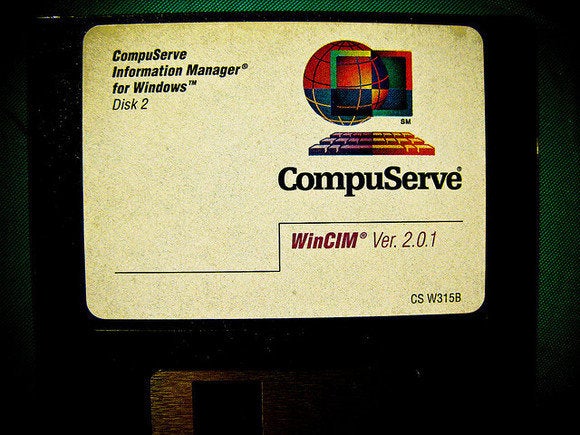 CompuServe
Information Manager®
for Windows™
Disk 2
SM
CompuServe®
WinCIM® Ver. 2.0.1
CS W315B